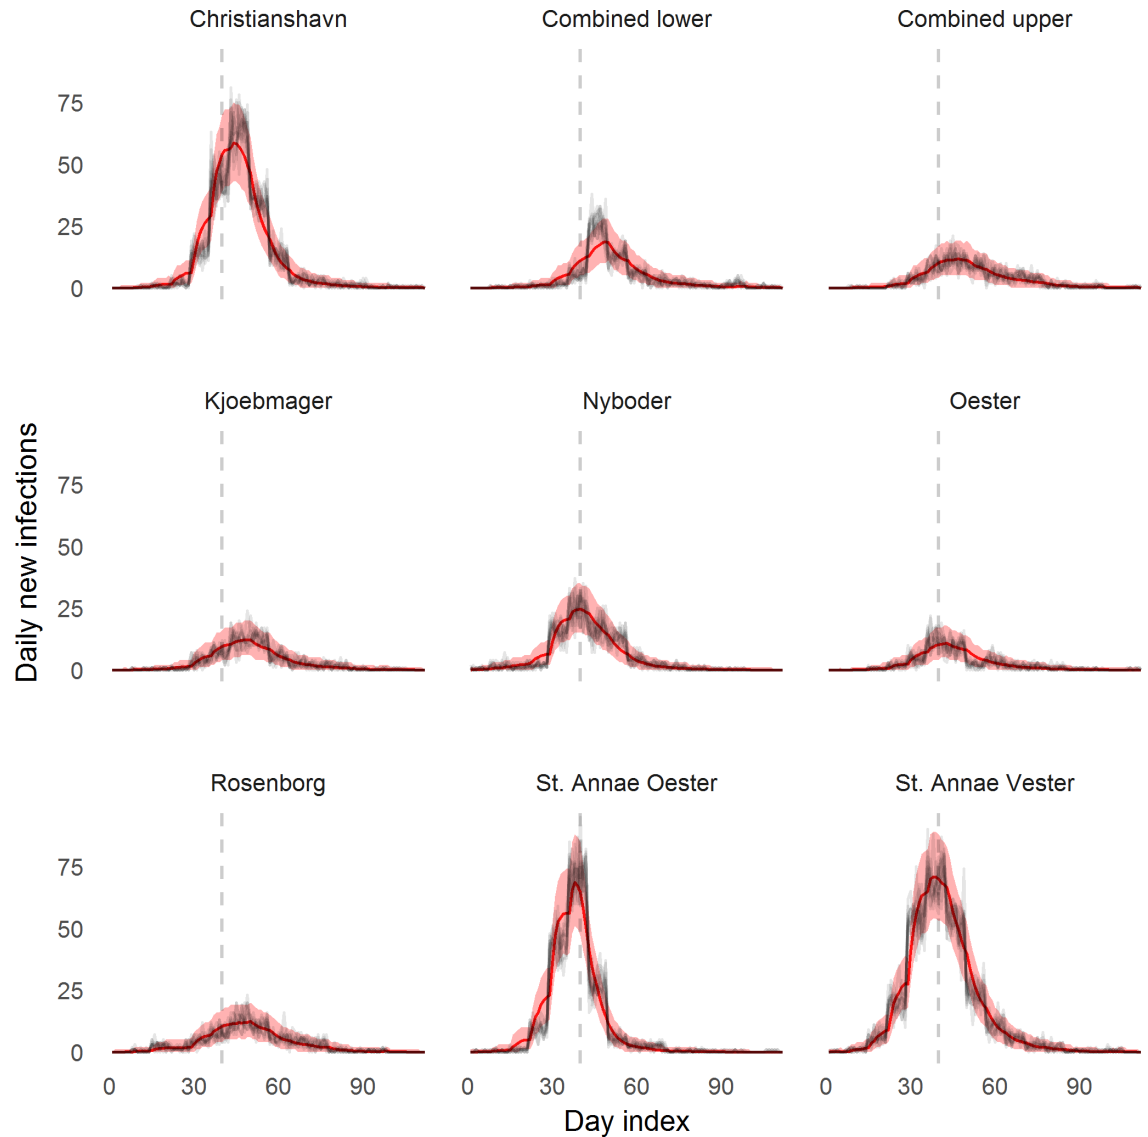 Christianshavn Combined lower Combined upper
75
50
25
0
Kjoebmager Nyboder Oester
75
50
25
0
Daily new infections
Rosenborg St. Annae Oester St. Annae Vester
75
50
25
0
0 30 60 90 0 30 60 90 0 30 60 90
Day index